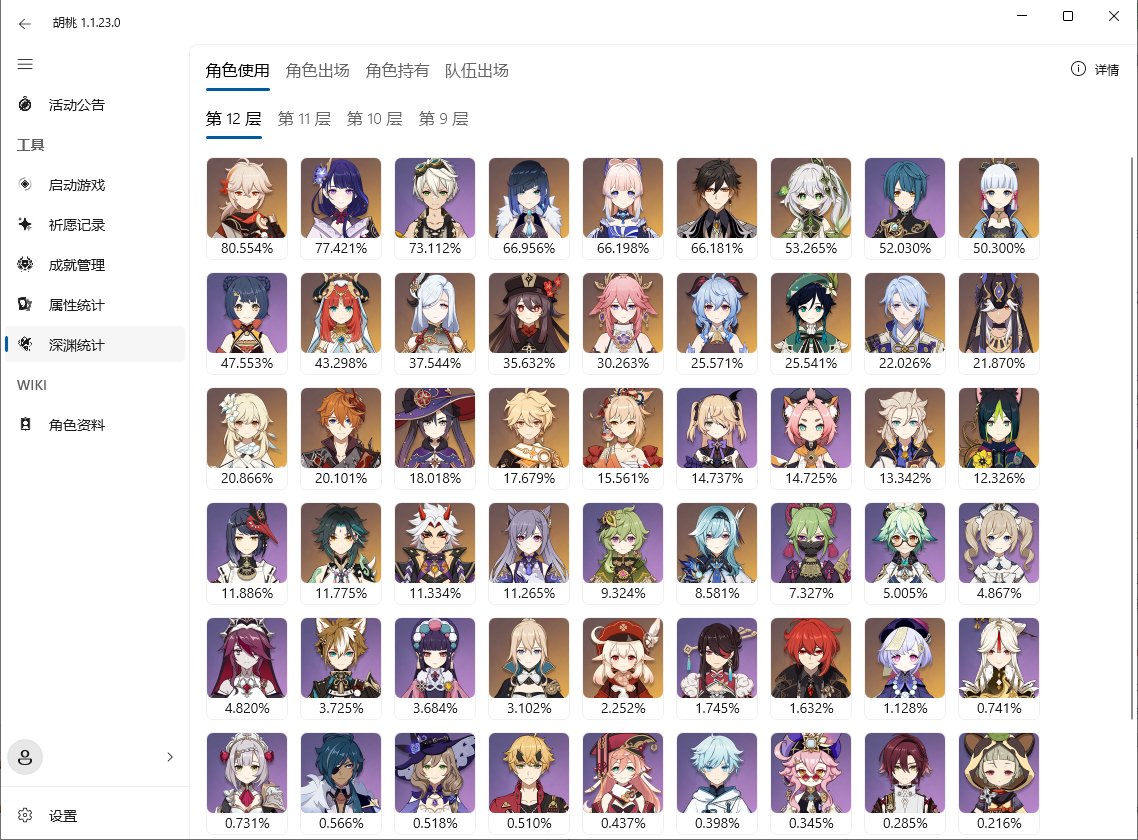 胡桃 1.1.23.0
活动公告
工具
启动游戏
祈愿记录
成就管理
属性统计
深渊统计
WIKI
角色资料
设置
角色使用 角色出场 角色持有 队伍出场
详情
第 12 层 第 11 层 第 10 层 第 9 层
80.554% 77.421% 73.112% 66.956% 66.198% 66.181% 53.265% 52.030% 50.300%
47.553% 43.298% 37.544% 35.632% 30.263% 25.571% 25.541% 22.026% 21.870%
20.866% 20.101% 18.018% 17.679% 15.561% 14.737% 14.725% 13.342% 12.326%
11.886% 11.775% 11.334% 11.265% 9.324% 8.581% 7.327% 5.005% 4.867%
4.820% 3.725% 3.684% 3.102% 2.252% 1.745% 1.632% 1.128% 0.741%
0.731% 0.566% 0.518% 0.510% 0.437% 0.398% 0.345% 0.285% 0.216%